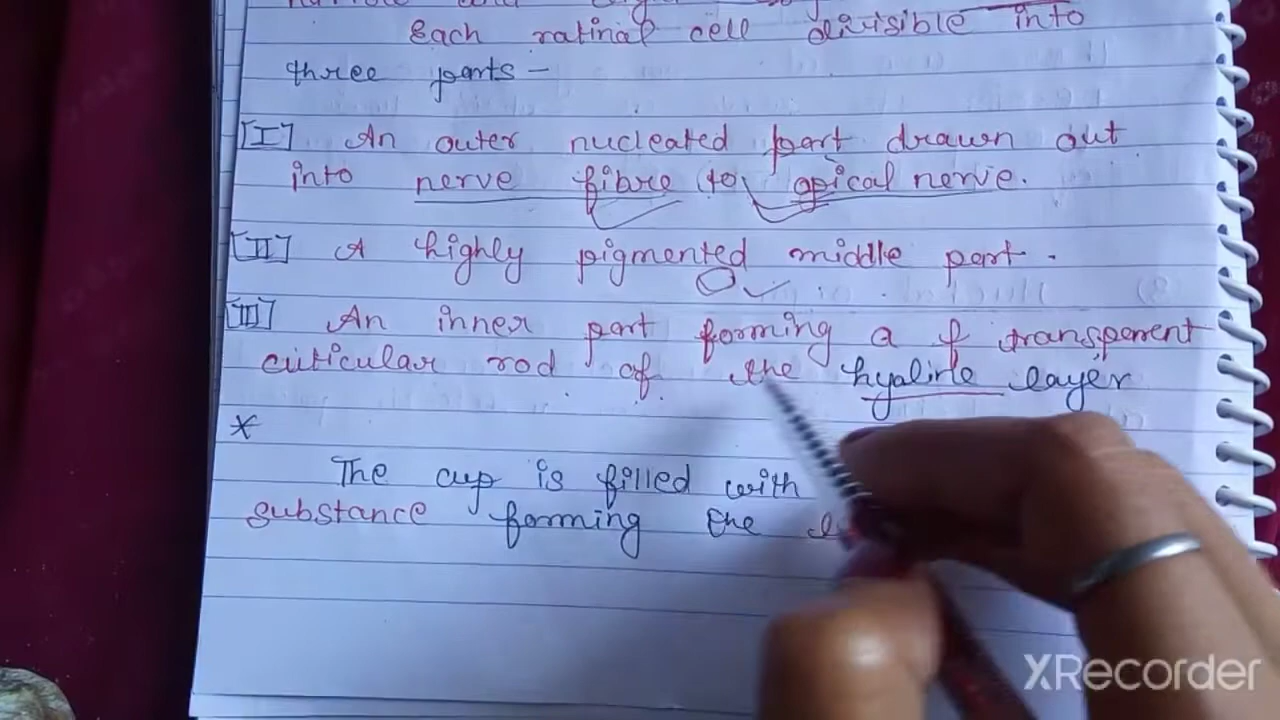 Each ratinal cell divisible into
three parts -
[I] An outer nucleated part drawn out
into nerve fibre to opical nerve.
[II] A highly pigmented middle part.
[III] An inner part forming a f transperent
cuticular rod of the hyaline layer
*
The cup is filled with
substance forming the
XRecorder